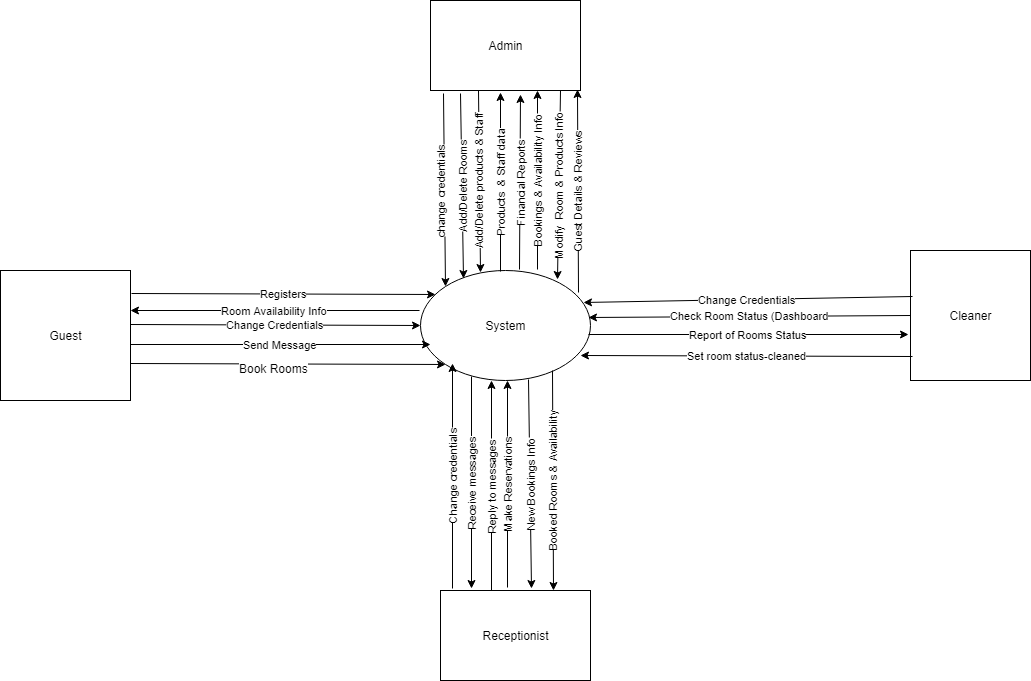 Admin
change credentials
Add/Delete Rooms
Add/Delete products & Staff
Products & Staff data
Financial Reports
Bookings & Availability Info
Modify Room & Products Info
Guest Details & Reviews
Guest
Registers
Room Availability Info
Change Credentials
Send Message
Book Rooms
System
Change Credentials
Check Room Status (Dashboard
Report of Rooms Status
Set room status-cleaned
Cleaner
Change credentials
Receive messages
Reply to messages
Make Reservations
New Bookings Info
Booked Rooms & Availability
Receptionist